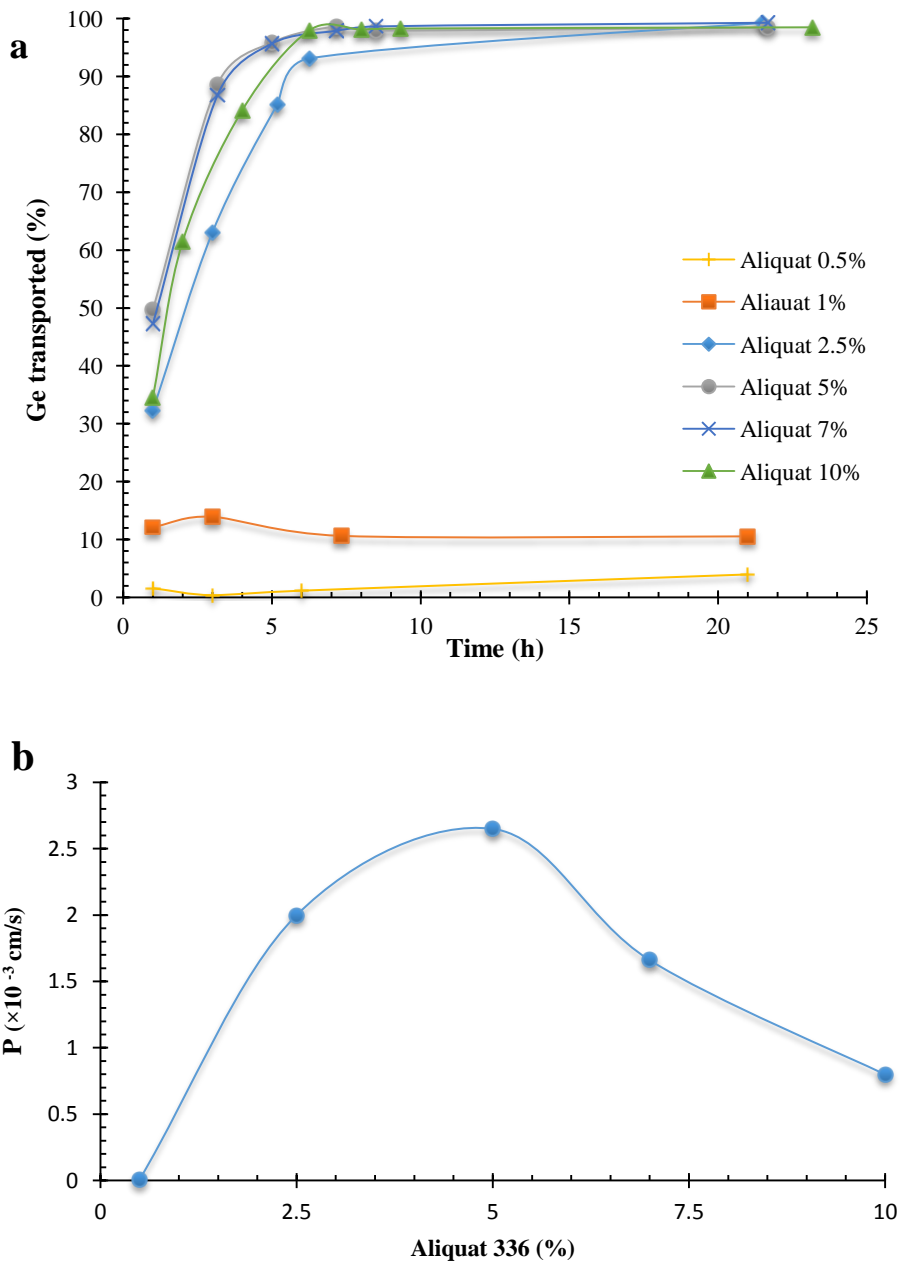 a
Ge transported (%)
100
90
80
70
60
50
40
30
20
10
0
0 5 10 15 20 25
Time (h)
Aliquat 0.5%
Aliauat 1%
Aliquat 2.5%
Aliquat 5%
Aliquat 7%
Aliquat 10%
b
P (×10 -3 cm/s)
3
2.5
2
1.5
1
0.5
0
0 2.5 5 7.5 10
Aliquat 336 (%)